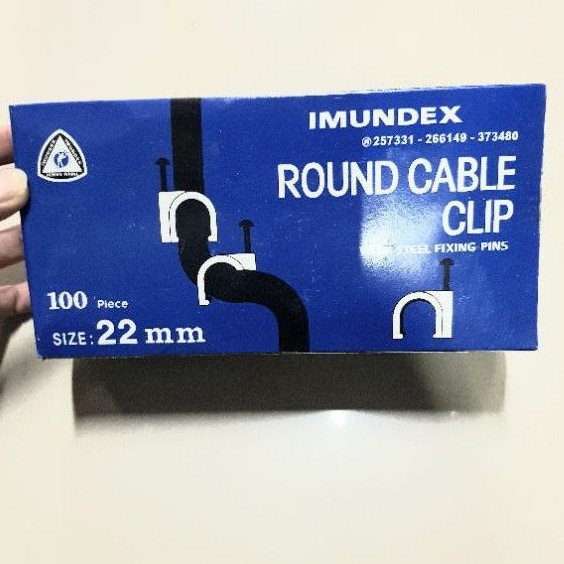 IMUNDEX
®257331 - 266149 - 373480
ROUND CABLE
CLIP
STEEL FIXING PINS
100 Piece
SIZE: 22 mm